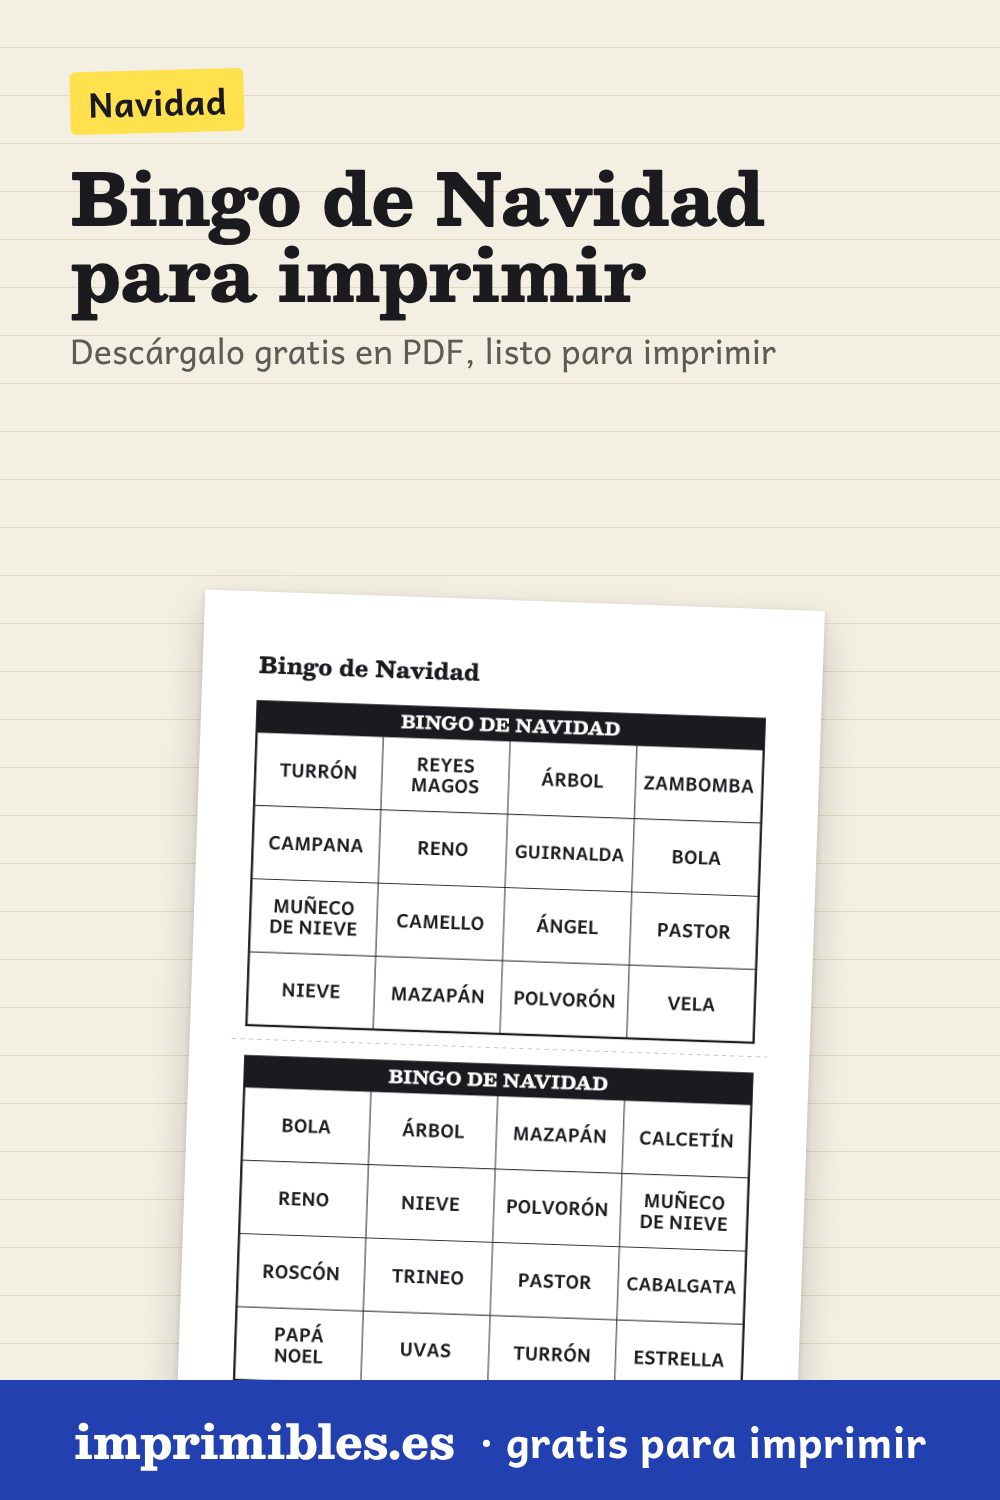 Navidad
Bingo de Navidad
para imprimir
Descárgalo gratis en PDF, listo para imprimir
Bingo de Navidad
BINGO DE NAVIDAD
TURRÓN REYES MAGOS ÁRBOL ZAMBOMBA
CAMPANA RENO GUIRNALDA BOLA
MUÑECO DE NIEVE CAMELLO ÁNGEL PASTOR
NIEVE MAZAPÁN POLVORÓN VELA
BINGO DE NAVIDAD
BOLA ÁRBOL MAZAPÁN CALCETÍN
RENO NIEVE POLVORÓN MUÑECO DE NIEVE
ROSCÓN TRINEO PASTOR CABALGATA
PAPÁ NOEL UVAS TURRÓN ESTRELLA
imprimibles.es · gratis para imprimir